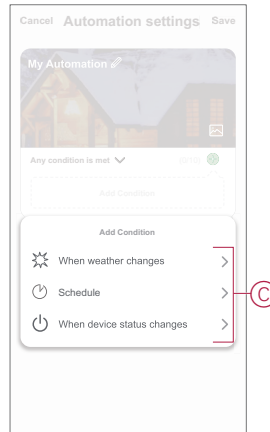 Cancel Automation settings Save
My Automation
Any condition is met
Add Condition
Add Condition
When weather changes
Schedule
When device status changes
C